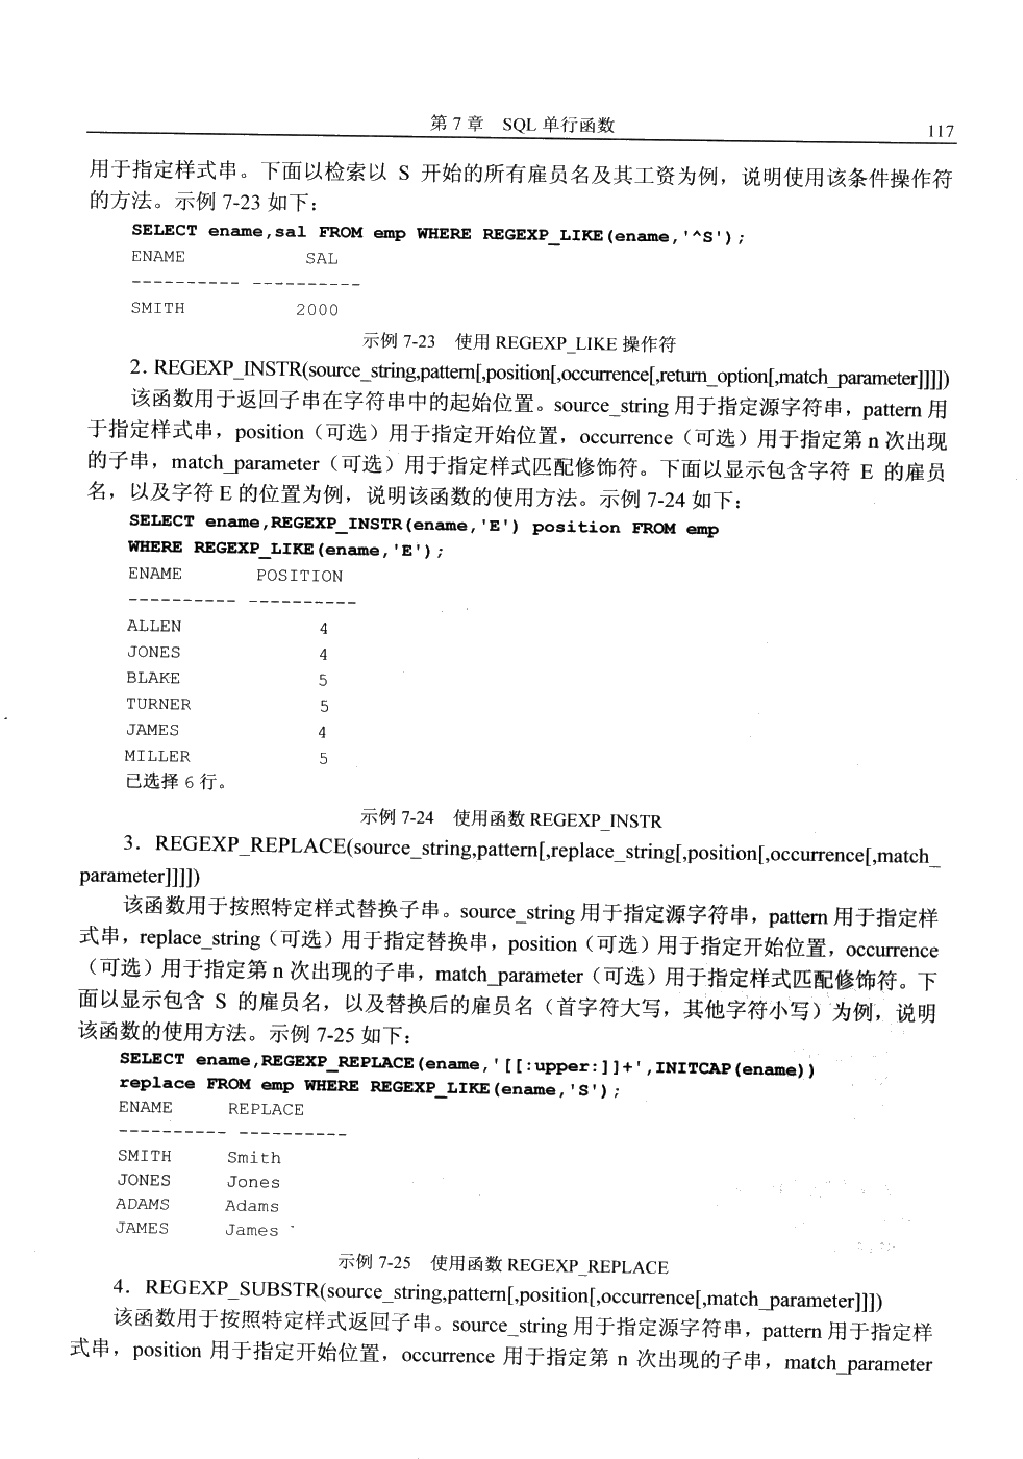 第 7 章　SQL 单行函数
117
用于指定样式串。下面以检索以 S 开始的所有雇员名及其工资为例，说明使用该条件操作符
的方法。示例 7-23 如下：
SELECT ename,sal FROM emp WHERE REGEXP_LIKE(ename,'^S');
ENAME SAL
---------- ----------
SMITH 2000
示例 7-23　使用 REGEXP_LIKE 操作符
2. REGEXP_INSTR(source_string,pattern[,position[,occurrence[,return_option[,match_parameter]]]])
该函数用于返回子串在字符串中的起始位置。source_string 用于指定源字符串，pattern 用
于指定样式串，position（可选）用于指定开始位置，occurrence（可选）用于指定第 n 次出现
的子串，match_parameter（可选）用于指定样式匹配修饰符。下面以显示包含字符 E 的雇员
名，以及字符 E 的位置为例，说明该函数的使用方法。示例 7-24 如下：
SELECT ename,REGEXP_INSTR(ename,'E') position FROM emp
WHERE REGEXP_LIKE(ename,'E');
ENAME POSITION
---------- ----------
ALLEN 4
JONES 4
BLAKE 5
TURNER 5
JAMES 4
MILLER 5
已选择 6 行。
示例 7-24　使用函数 REGEXP_INSTR
3．REGEXP_REPLACE(source_string,pattern[,replace_string[,position[,occurrence[,match_
parameter]]]])
该函数用于按照特定样式替换子串。source_string 用于指定源字符串，pattern 用于指定样
式串，replace_string（可选）用于指定替换串，position（可选）用于指定开始位置，occurrence
（可选）用于指定第 n 次出现的子串，match_parameter（可选）用于指定样式匹配修饰符。下
面以显示包含 S 的雇员名，以及替换后的雇员名（首字符大写，其他字符小写）为例，说明
该函数的使用方法。示例 7-25 如下：
SELECT ename,REGEXP_REPLACE(ename,'[[:upper:]]+',INITCAP(ename))
replace FROM emp WHERE REGEXP_LIKE(ename,'S');
ENAME REPLACE
---------- ----------
SMITH Smith
JONES Jones
ADAMS Adams
JAMES James
示例 7-25　使用函数 REGEXP_REPLACE
4．REGEXP_SUBSTR(source_string,pattern[,position[,occurrence[,match_parameter]]])
该函数用于按照特定样式返回子串。source_string 用于指定源字符串，pattern 用于指定样
式串，position 用于指定开始位置，occurrence 用于指定第 n 次出现的子串，match_parameter